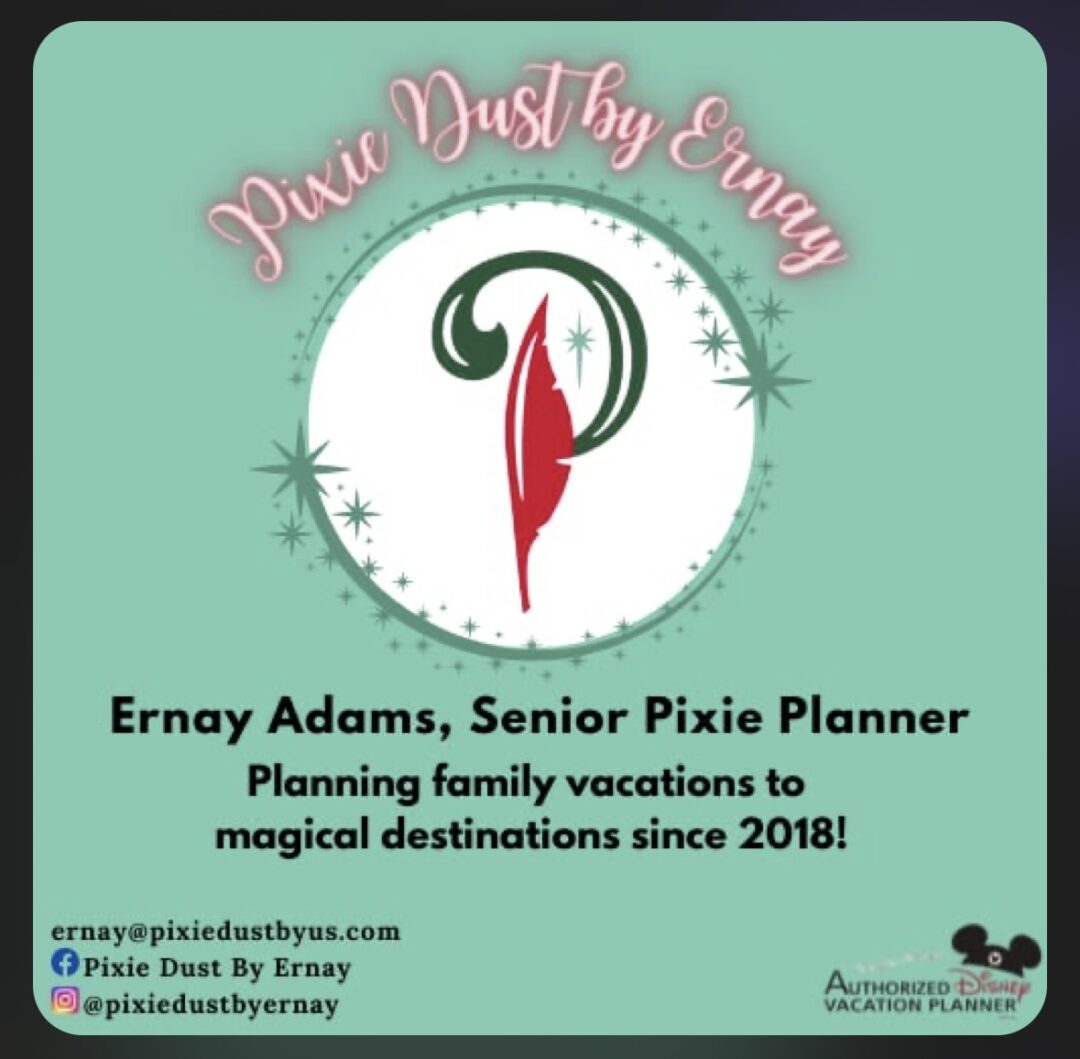 Pixie Dust by Ernay
P
Ernay Adams, Senior Pixie Planner
Planning family vacations to
magical destinations since 2018!
ernay@pixiedustbyus.com
Pixie Dust By Ernay
@pixiedustbyernay
AUTHORIZED Disney
VACATION PLANNER